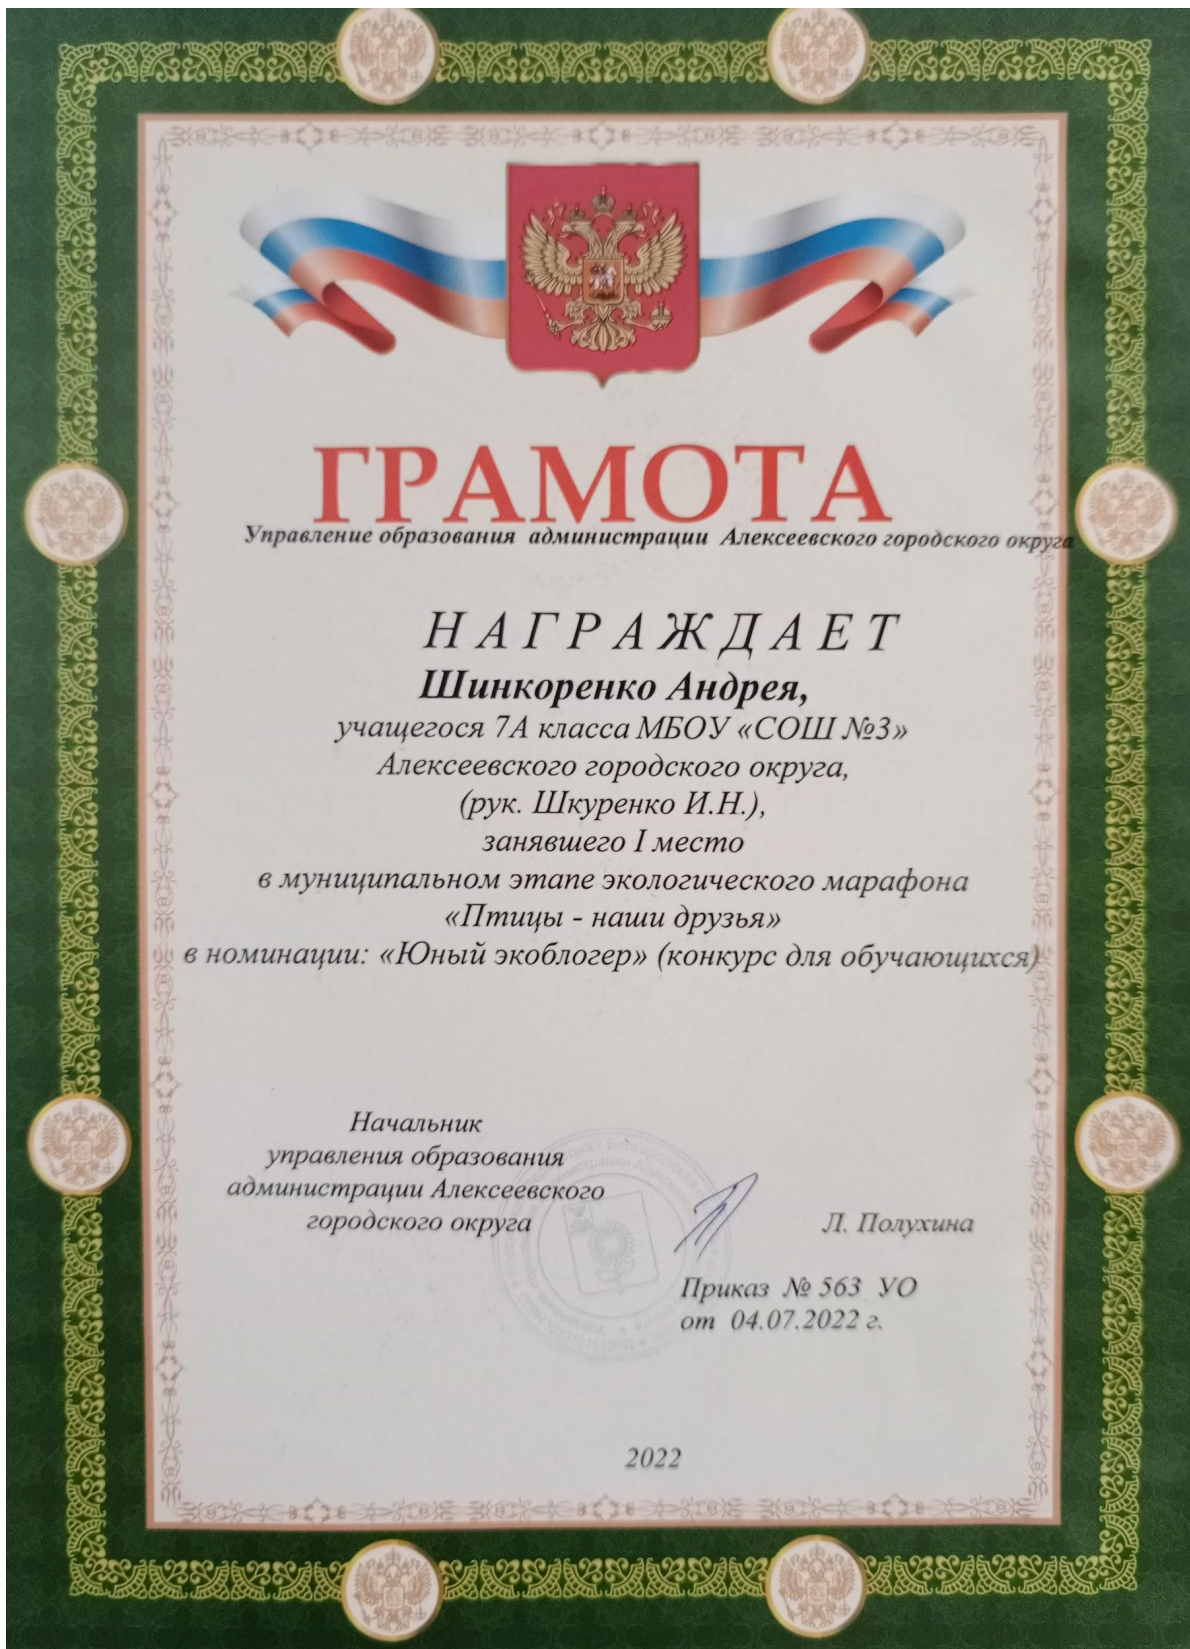 ГРАМОТА
Управление образования администрации Алексеевского городского округа
НАГРАЖДАЕТ
Шинкоренко Андрея,
учащегося 7А класса МБОУ «СОШ №3»
Алексеевского городского округа,
(рук. Шкуренко И.Н.),
занявшего I место
в муниципальном этапе экологического марафона
«Птицы - наши друзья»
в номинации: «Юный экоблогер» (конкурс для обучающихся)
Начальник
управления образования
администрации Алексеевского
городского округа
Л. Полухина
Приказ № 563 УО
от 04.07.2022 г.
2022